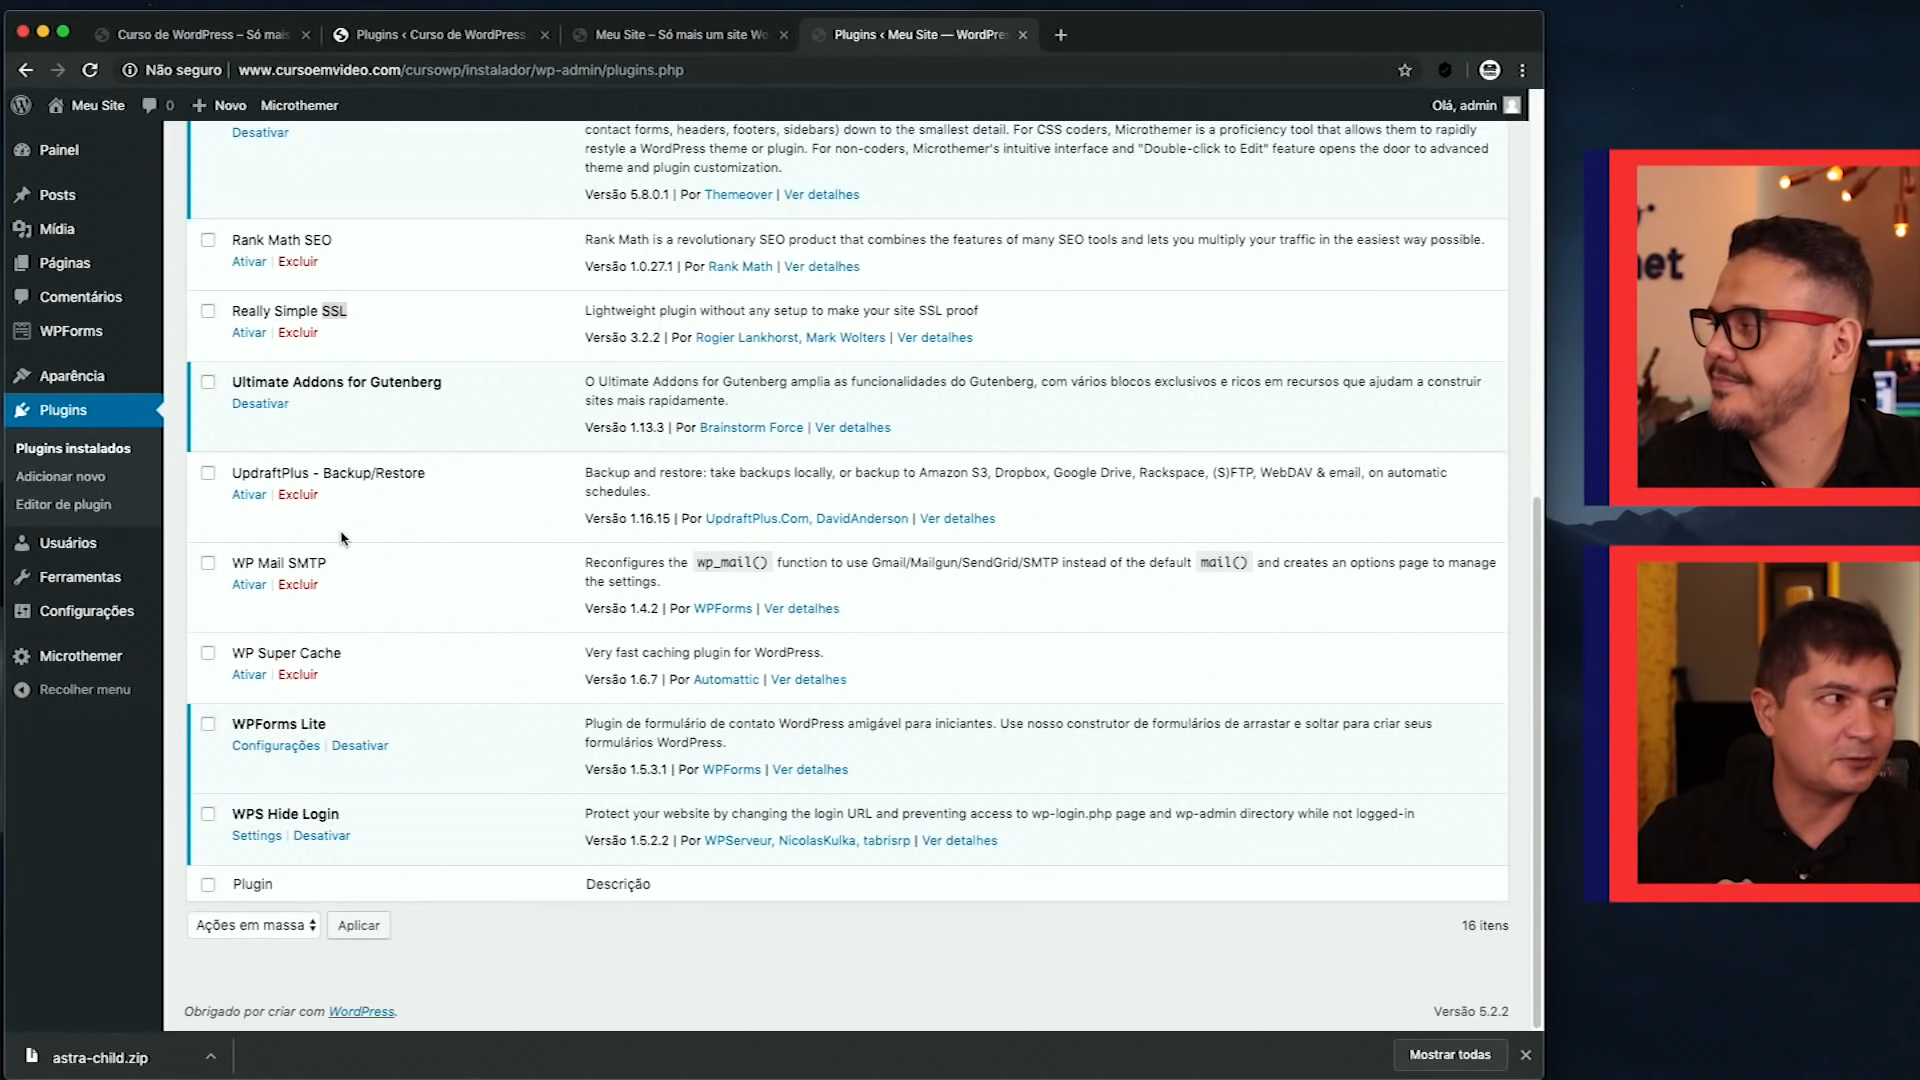 Curso de WordPress – Só mais
Plugins ‹ Curso de WordPress
Meu Site – Só mais um site Wo
Plugins ‹ Meu Site — WordPre
Não seguro
www.cursoemvideo.com/cursowp/instalador/wp-admin/plugins.php
Meu Site
0
Novo
Microthemer
Olá, admin
Painel
Posts
Mídia
Páginas
Comentários
WPForms
Aparência
Plugins
Plugins instalados
Adicionar novo
Editor de plugin
Usuários
Ferramentas
Configurações
Microthemer
Recolher menu
Desativar
contact forms, headers, footers, sidebars) down to the smallest detail. For CSS coders, Microthemer is a proficiency tool that allows them to rapidly
restyle a WordPress theme or plugin. For non-coders, Microthemer's intuitive interface and "Double-click to Edit" feature opens the door to advanced
theme and plugin customization.
Versão 5.8.0.1 | Por Themeover | Ver detalhes
Rank Math SEO
Ativar | Excluir
Rank Math is a revolutionary SEO product that combines the features of many SEO tools and lets you multiply your traffic in the easiest way possible.
Versão 1.0.27.1 | Por Rank Math | Ver detalhes
Really Simple SSL
Ativar | Excluir
Lightweight plugin without any setup to make your site SSL proof
Versão 3.2.2 | Por Rogier Lankhorst, Mark Wolters | Ver detalhes
Ultimate Addons for Gutenberg
Desativar
O Ultimate Addons for Gutenberg amplia as funcionalidades do Gutenberg, com vários blocos exclusivos e ricos em recursos que ajudam a construir
sites mais rapidamente.
Versão 1.13.3 | Por Brainstorm Force | Ver detalhes
UpdraftPlus - Backup/Restore
Ativar | Excluir
Backup and restore: take backups locally, or backup to Amazon S3, Dropbox, Google Drive, Rackspace, (S)FTP, WebDAV & email, on automatic
schedules.
Versão 1.16.15 | Por UpdraftPlus.Com, DavidAnderson | Ver detalhes
WP Mail SMTP
Ativar | Excluir
Reconfigures the wp_mail() function to use Gmail/Mailgun/SendGrid/SMTP instead of the default mail() and creates an options page to manage
the settings.
Versão 1.4.2 | Por WPForms | Ver detalhes
WP Super Cache
Ativar | Excluir
Very fast caching plugin for WordPress.
Versão 1.6.7 | Por Automattic | Ver detalhes
WPForms Lite
Configurações | Desativar
Plugin de formulário de contato WordPress amigável para iniciantes. Use nosso construtor de formulários de arrastar e soltar para criar seus
formulários WordPress.
Versão 1.5.3.1 | Por WPForms | Ver detalhes
WPS Hide Login
Settings | Desativar
Protect your website by changing the login URL and preventing access to wp-login.php page and wp-admin directory while not logged-in
Versão 1.5.2.2 | Por WPServeur, NicolasKulka, tabrisrp | Ver detalhes
Plugin
Descrição
Ações em massa
Aplicar
16 itens
Obrigado por criar com WordPress.
Versão 5.2.2
astra-child.zip
Mostrar todas
net